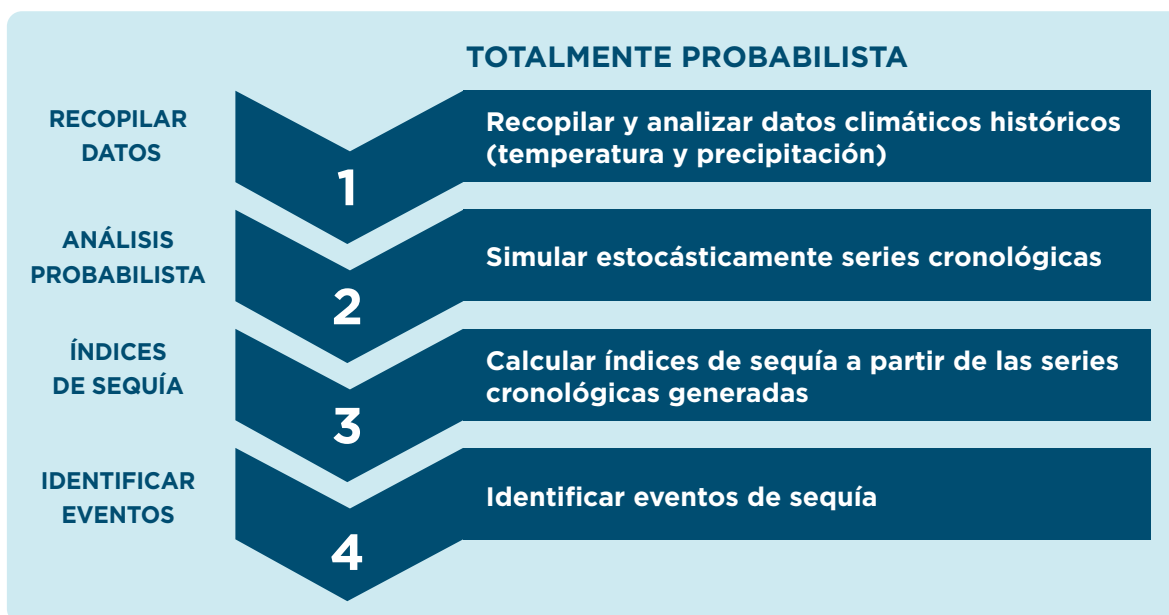 TOTALMENTE PROBABILISTA
RECOPILAR
DATOS
1
Recopilar y analizar datos climáticos históricos
(temperatura y precipitación)
ANÁLISIS
PROBABILISTA
2
Simular estocásticamente series cronológicas
ÍNDICES
DE SEQUÍA
3
Calcular índices de sequía a partir de las series
cronológicas generadas
IDENTIFICAR
EVENTOS
4
Identificar eventos de sequía